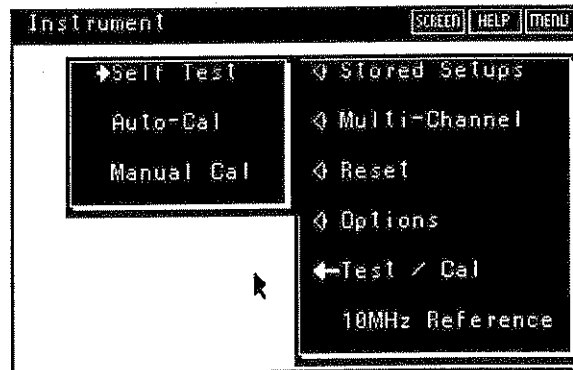 Instrument
SCREEN HELP MENU
Self Test
Auto-Cal
Manual Cal
Stored Setups
Multi-Channel
Reset
Options
Test / Cal
10MHz Reference